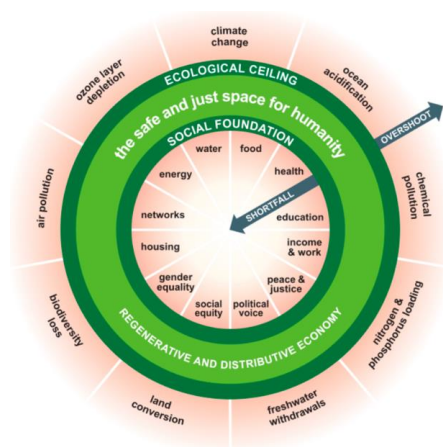 climate
change
ocean
acidification
chemical
pollution
nitrogen &
phosphorus loading
freshwater
withdrawals
land
conversion
biodiversity
loss
air pollution
ozone layer
depletion
OVERSHOOT
ECOLOGICAL CEILING
the safe and just space for humanity
SOCIAL FOUNDATION
water
food
health
SHORTFALL
education
income
& work
peace &
justice
political
voice
social
equity
gender
equality
housing
networks
energy
REGENERATIVE AND DISTRIBUTIVE ECONOMY